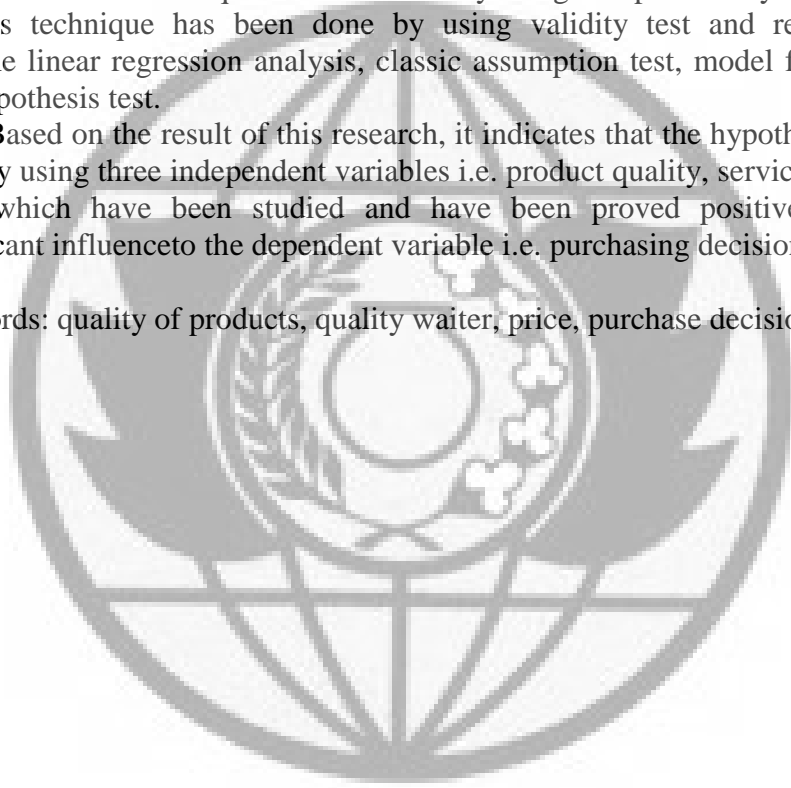 s technique has been done by using validity test and re
e linear regression analysis, classic assumption test, model f
pothesis test.
Based on the result of this research, it indicates that the hypoth
y using three independent variables i.e. product quality, servic
which have been studied and have been proved positive
cant influenceto the dependent variable i.e. purchasing decision
rds: quality of products, quality waiter, price, purchase decisio